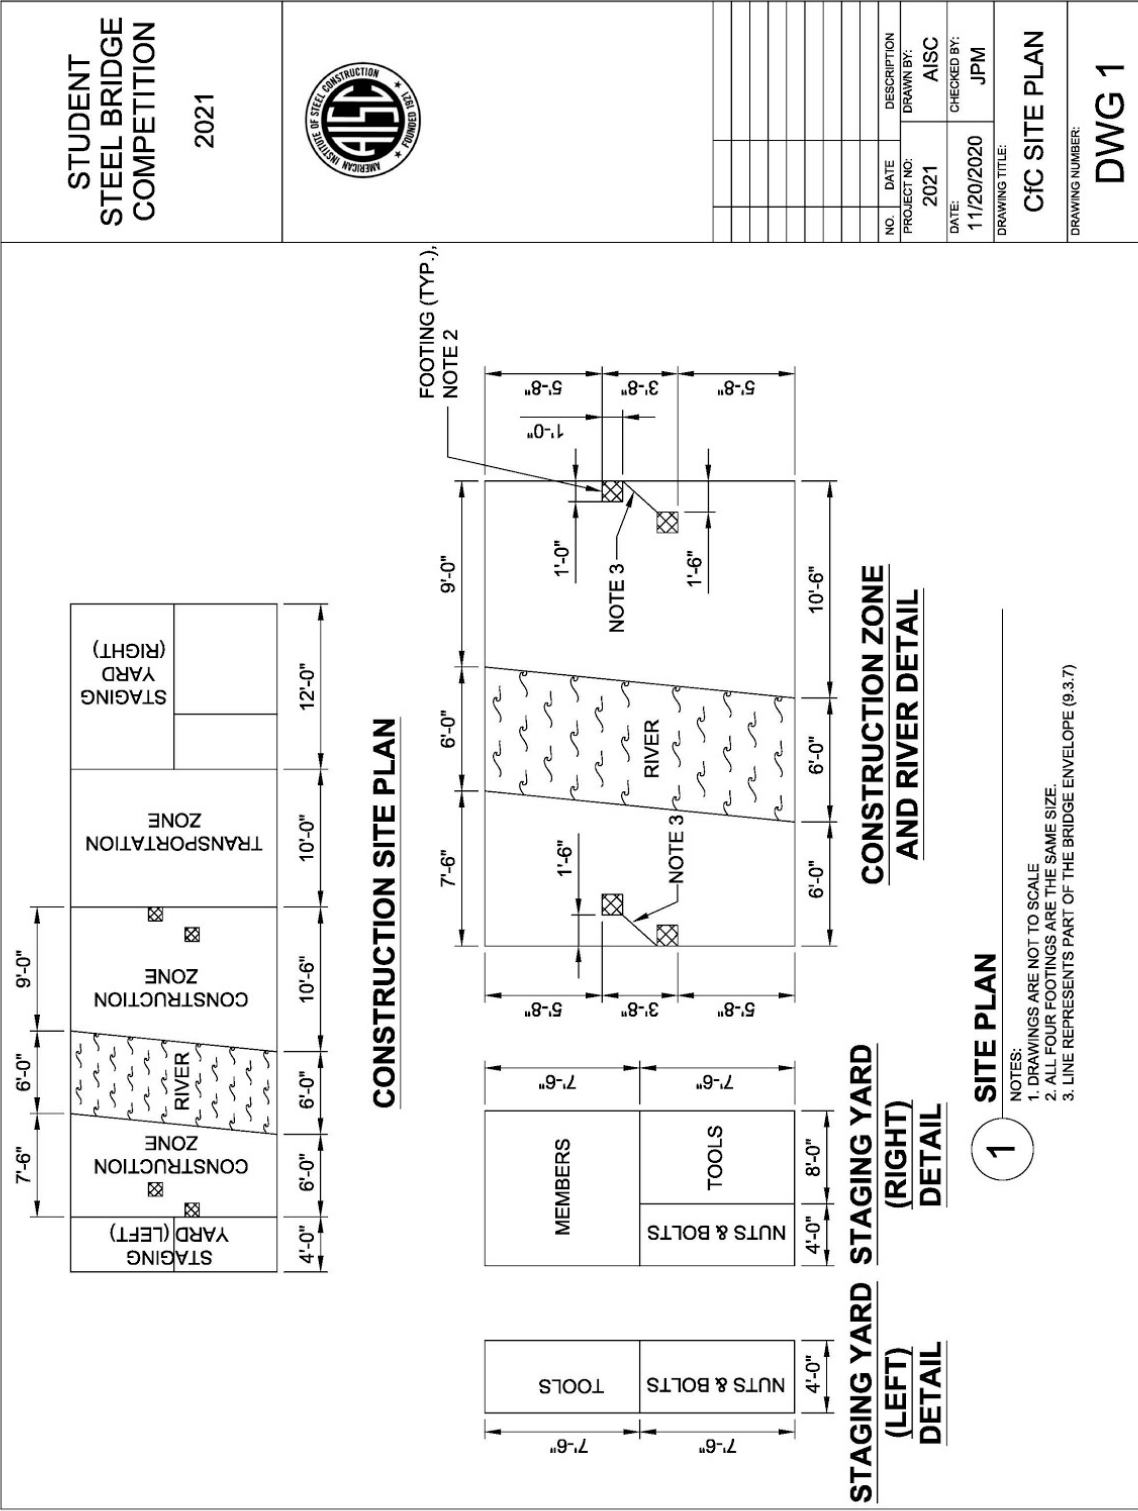 STUDENT
STEEL BRIDGE
COMPETITION
2021
AMERICAN INSTITUTE OF STEEL CONSTRUCTION
AISC
★ FOUNDED 1921 ★
NO.
DATE
DESCRIPTION
PROJECT NO:
2021
DRAWN BY:
AISC
DATE:
11/20/2020
CHECKED BY:
JPM
DRAWING TITLE:
CfC SITE PLAN
DRAWING NUMBER:
DWG 1
7'-6"
6'-0"
9'-0"
STAGING
YARD (LEFT)
CONSTRUCTION
ZONE
RIVER
CONSTRUCTION
ZONE
TRANSPORTATION
ZONE
STAGING
YARD
(RIGHT)
4'-0"
6'-0"
6'-0"
10'-6"
10'-0"
12'-0"
CONSTRUCTION SITE PLAN
FOOTING (TYP.),
NOTE 2
7'-6"
6'-0"
9'-0"
5'-8"
3'-8"
5'-8"
1'-6"
NOTE 3
RIVER
1'-0"
NOTE 3
1'-6"
1'-0"
5'-8"
3'-8"
5'-8"
6'-0"
6'-0"
10'-6"
CONSTRUCTION ZONE
AND RIVER DETAIL
7'-6"
7'-6"
TOOLS
NUTS & BOLTS
4'-0"
STAGING YARD
(LEFT)
DETAIL
MEMBERS
NUTS & BOLTS
TOOLS
7'-6"
7'-6"
4'-0"
8'-0"
STAGING YARD
(RIGHT)
DETAIL
1
SITE PLAN
NOTES:
1. DRAWINGS ARE NOT TO SCALE
2. ALL FOUR FOOTINGS ARE THE SAME SIZE.
3. LINE REPRESENTS PART OF THE BRIDGE ENVELOPE (9.3.7)